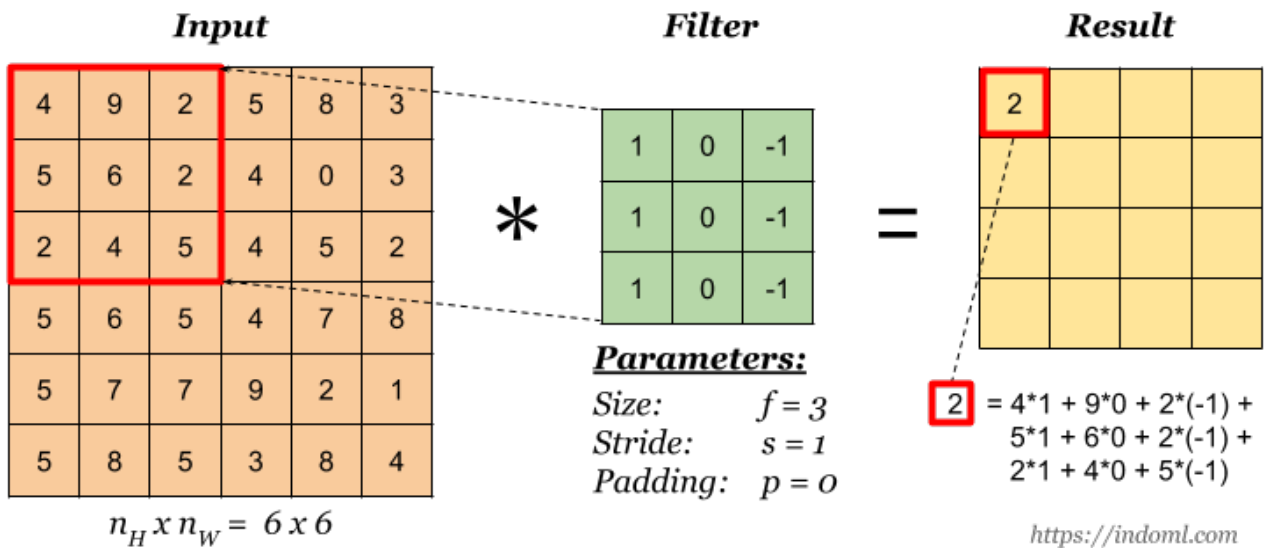 Input Filter Result
4 9 2 5 8 3
5 6 2 4 0 3
2 4 5 4 5 2
5 6 5 4 7 8
5 7 7 9 2 1
5 8 5 3 8 4
n_H x n_W = 6 x 6
*
1 0 -1
1 0 -1
1 0 -1
Parameters:
Size: f = 3
Stride: s = 1
Padding: p = 0
=
2
2 = 4*1 + 9*0 + 2*(-1) +
5*1 + 6*0 + 2*(-1) +
2*1 + 4*0 + 5*(-1)
https://indoml.com